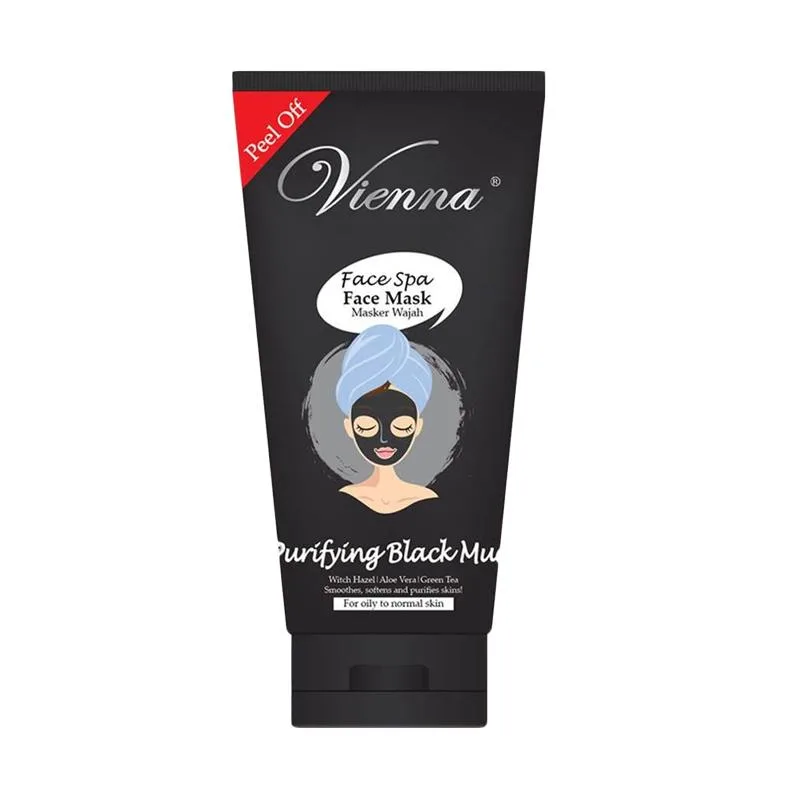 Peel Off
Vienna ®
Face Spa
Face Mask
Masker Wajah
Purifying Black Mud
Witch Hazel|Aloe Vera|Green Tea
Smoothes, softens and purifies skins!
For oily to normal skin